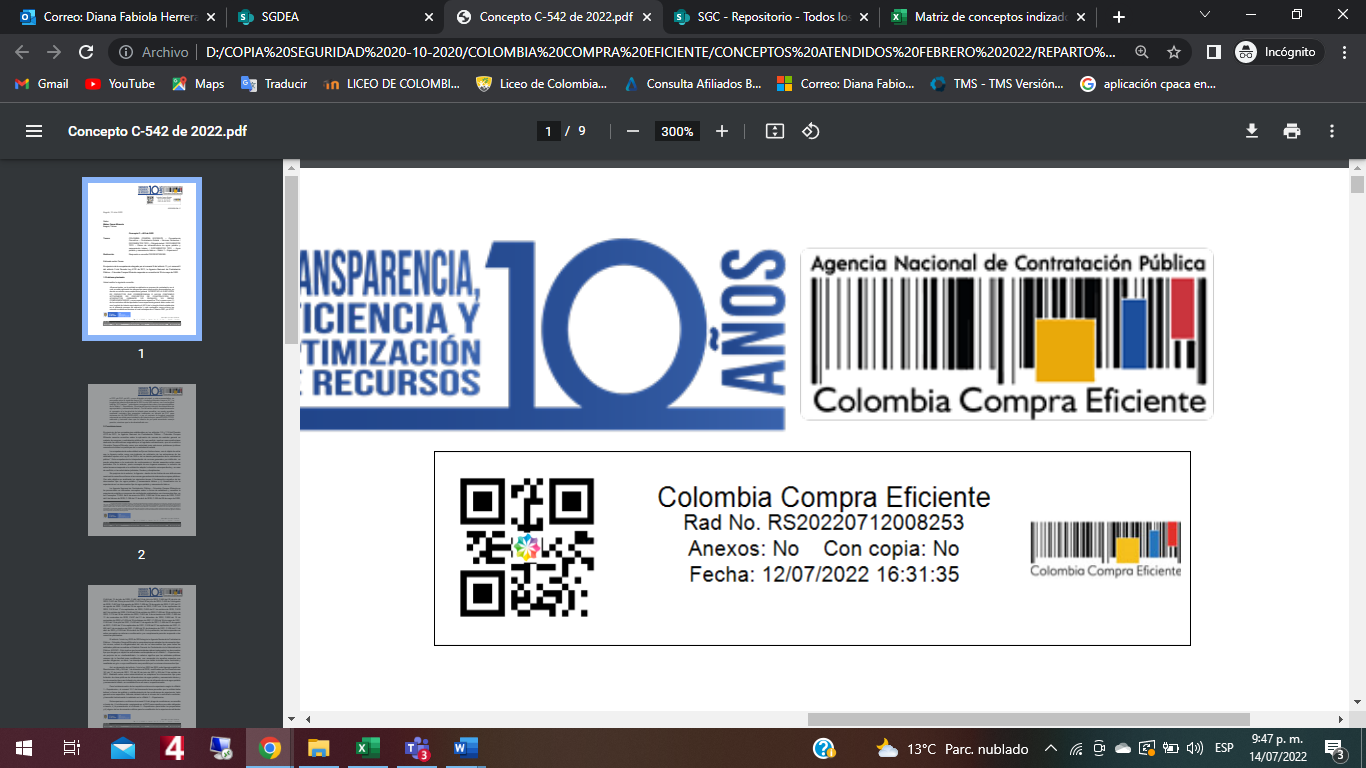 Correo: Diana Fabiola Herrera
SGDEA
Concepto C-542 de 2022.pdf
SGC - Repositorio - Todos los
Matriz de conceptos indizado
Archivo
D:/COPIA%20SEGURIDAD%2020-10-2020/COLOMBIA%20COMPRA%20EFICIENTE/CONCEPTOS%20ATENDIDOS%20FEBRERO%202022/REPARTO%...
Incógnito
Gmail
YouTube
Maps
Traducir
LICEO DE COLOMBI...
Liceo de Colombia...
Consulta Afiliados B...
Correo: Diana Fabio...
TMS - TMS Versión...
aplicación cpaca en...
Concepto C-542 de 2022.pdf
1 / 9
300%
1
2
ANSPARENCIA,
FICIENCIA Y
TIMIZACIÓN
E RECURSOS
10
AÑOS
Agencia Nacional de Contratación Pública
Colombia Compra Eficiente
Colombia Compra Eficiente
Rad No. RS20220712008253
Anexos: No Con copia: No
Fecha: 12/07/2022 16:31:35
Colombia Compra Eficiente
4
3
13°C Parc. nublado
ESP
9:47 p. m.
14/07/2022
3